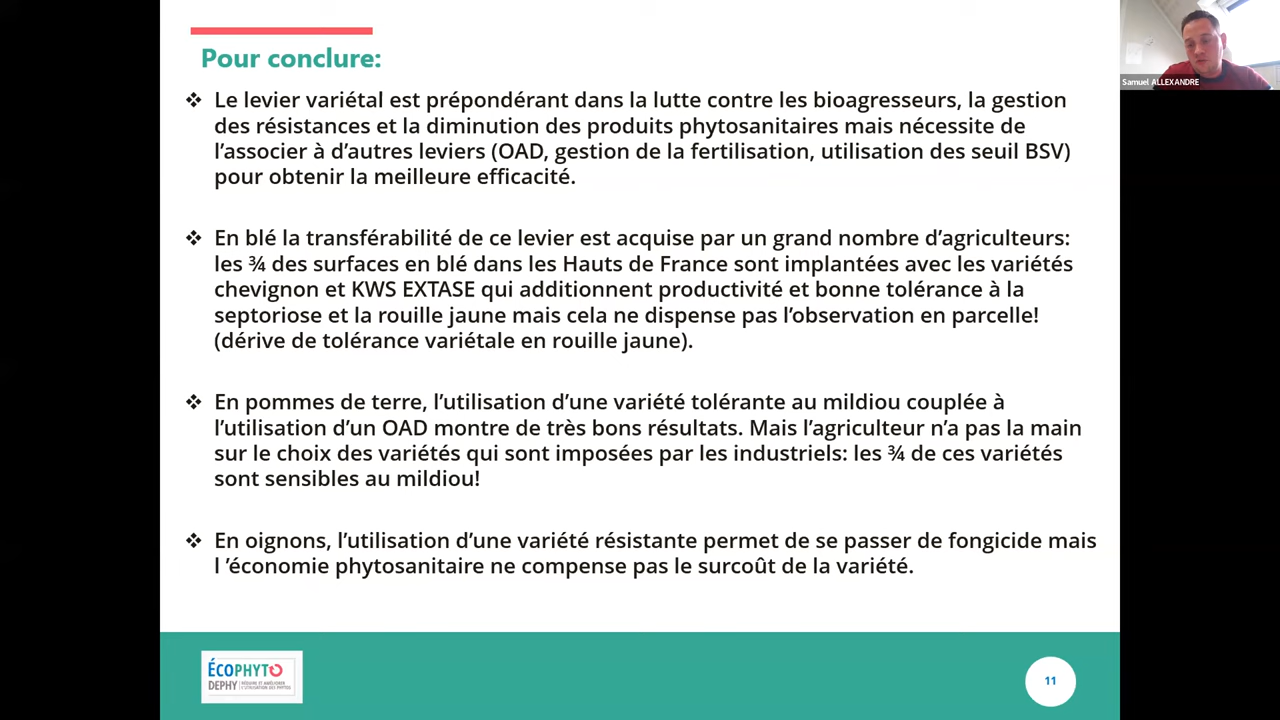 Pour conclure:
❖ Le levier variétal est prépondérant dans la lutte contre les bioagresseurs, la gestion
des résistances et la diminution des produits phytosanitaires mais nécessite de
l’associer à d’autres leviers (OAD, gestion de la fertilisation, utilisation des seuil BSV)
pour obtenir la meilleure efficacité.
❖ En blé la transférabilité de ce levier est acquise par un grand nombre d’agriculteurs:
les ¾ des surfaces en blé dans les Hauts de France sont implantées avec les variétés
chevignon et KWS EXTASE qui additionnent productivité et bonne tolérance à la
septoriose et la rouille jaune mais cela ne dispense pas l’observation en parcelle!
(dérive de tolérance variétale en rouille jaune).
❖ En pommes de terre, l’utilisation d’une variété tolérante au mildiou couplée à
l’utilisation d’un OAD montre de très bons résultats. Mais l’agriculteur n’a pas la main
sur le choix des variétés qui sont imposées par les industriels: les ¾ de ces variétés
sont sensibles au mildiou!
❖ En oignons, l’utilisation d’une variété résistante permet de se passer de fongicide mais
l ’économie phytosanitaire ne compense pas le surcoût de la variété.
Samuel ALLEXANDRE
ÉCOPHYTO
DEPHY
RÉDUIRE ET AMÉLIORER
L'UTILISATION DES PHYTOS
11